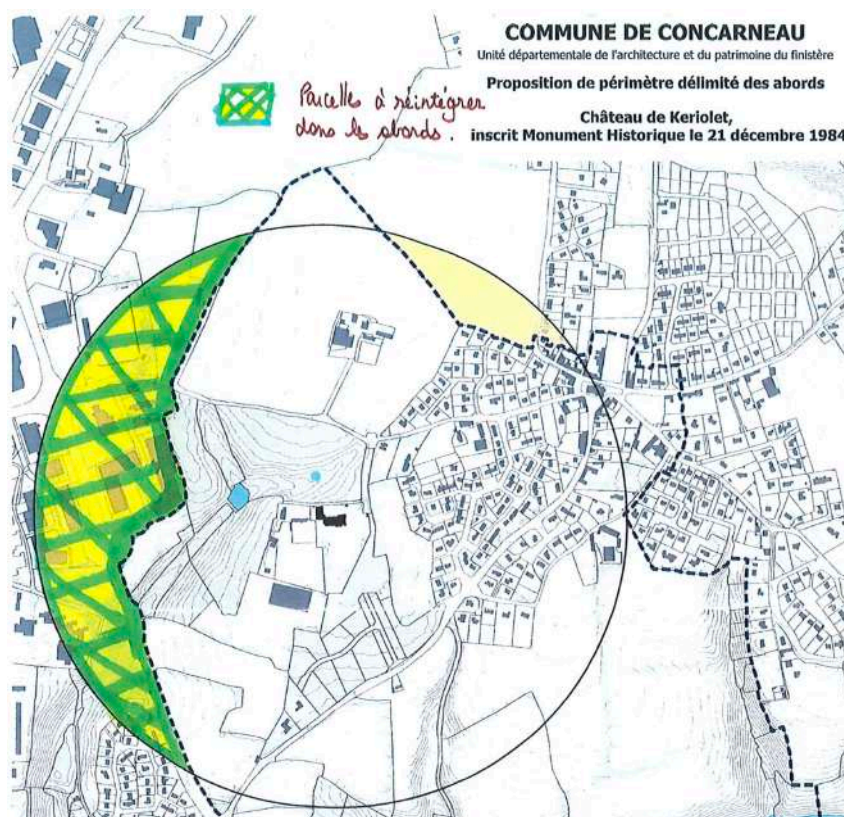 COMMUNE DE CONCARNEAU
Unité départementale de l'architecture et du patrimoine du finistère
Proposition de périmètre délimité des abords
Château de Keriolet,
inscrit Monument Historique le 21 décembre 1984
Parcelles à réintégrer
dans les abords.